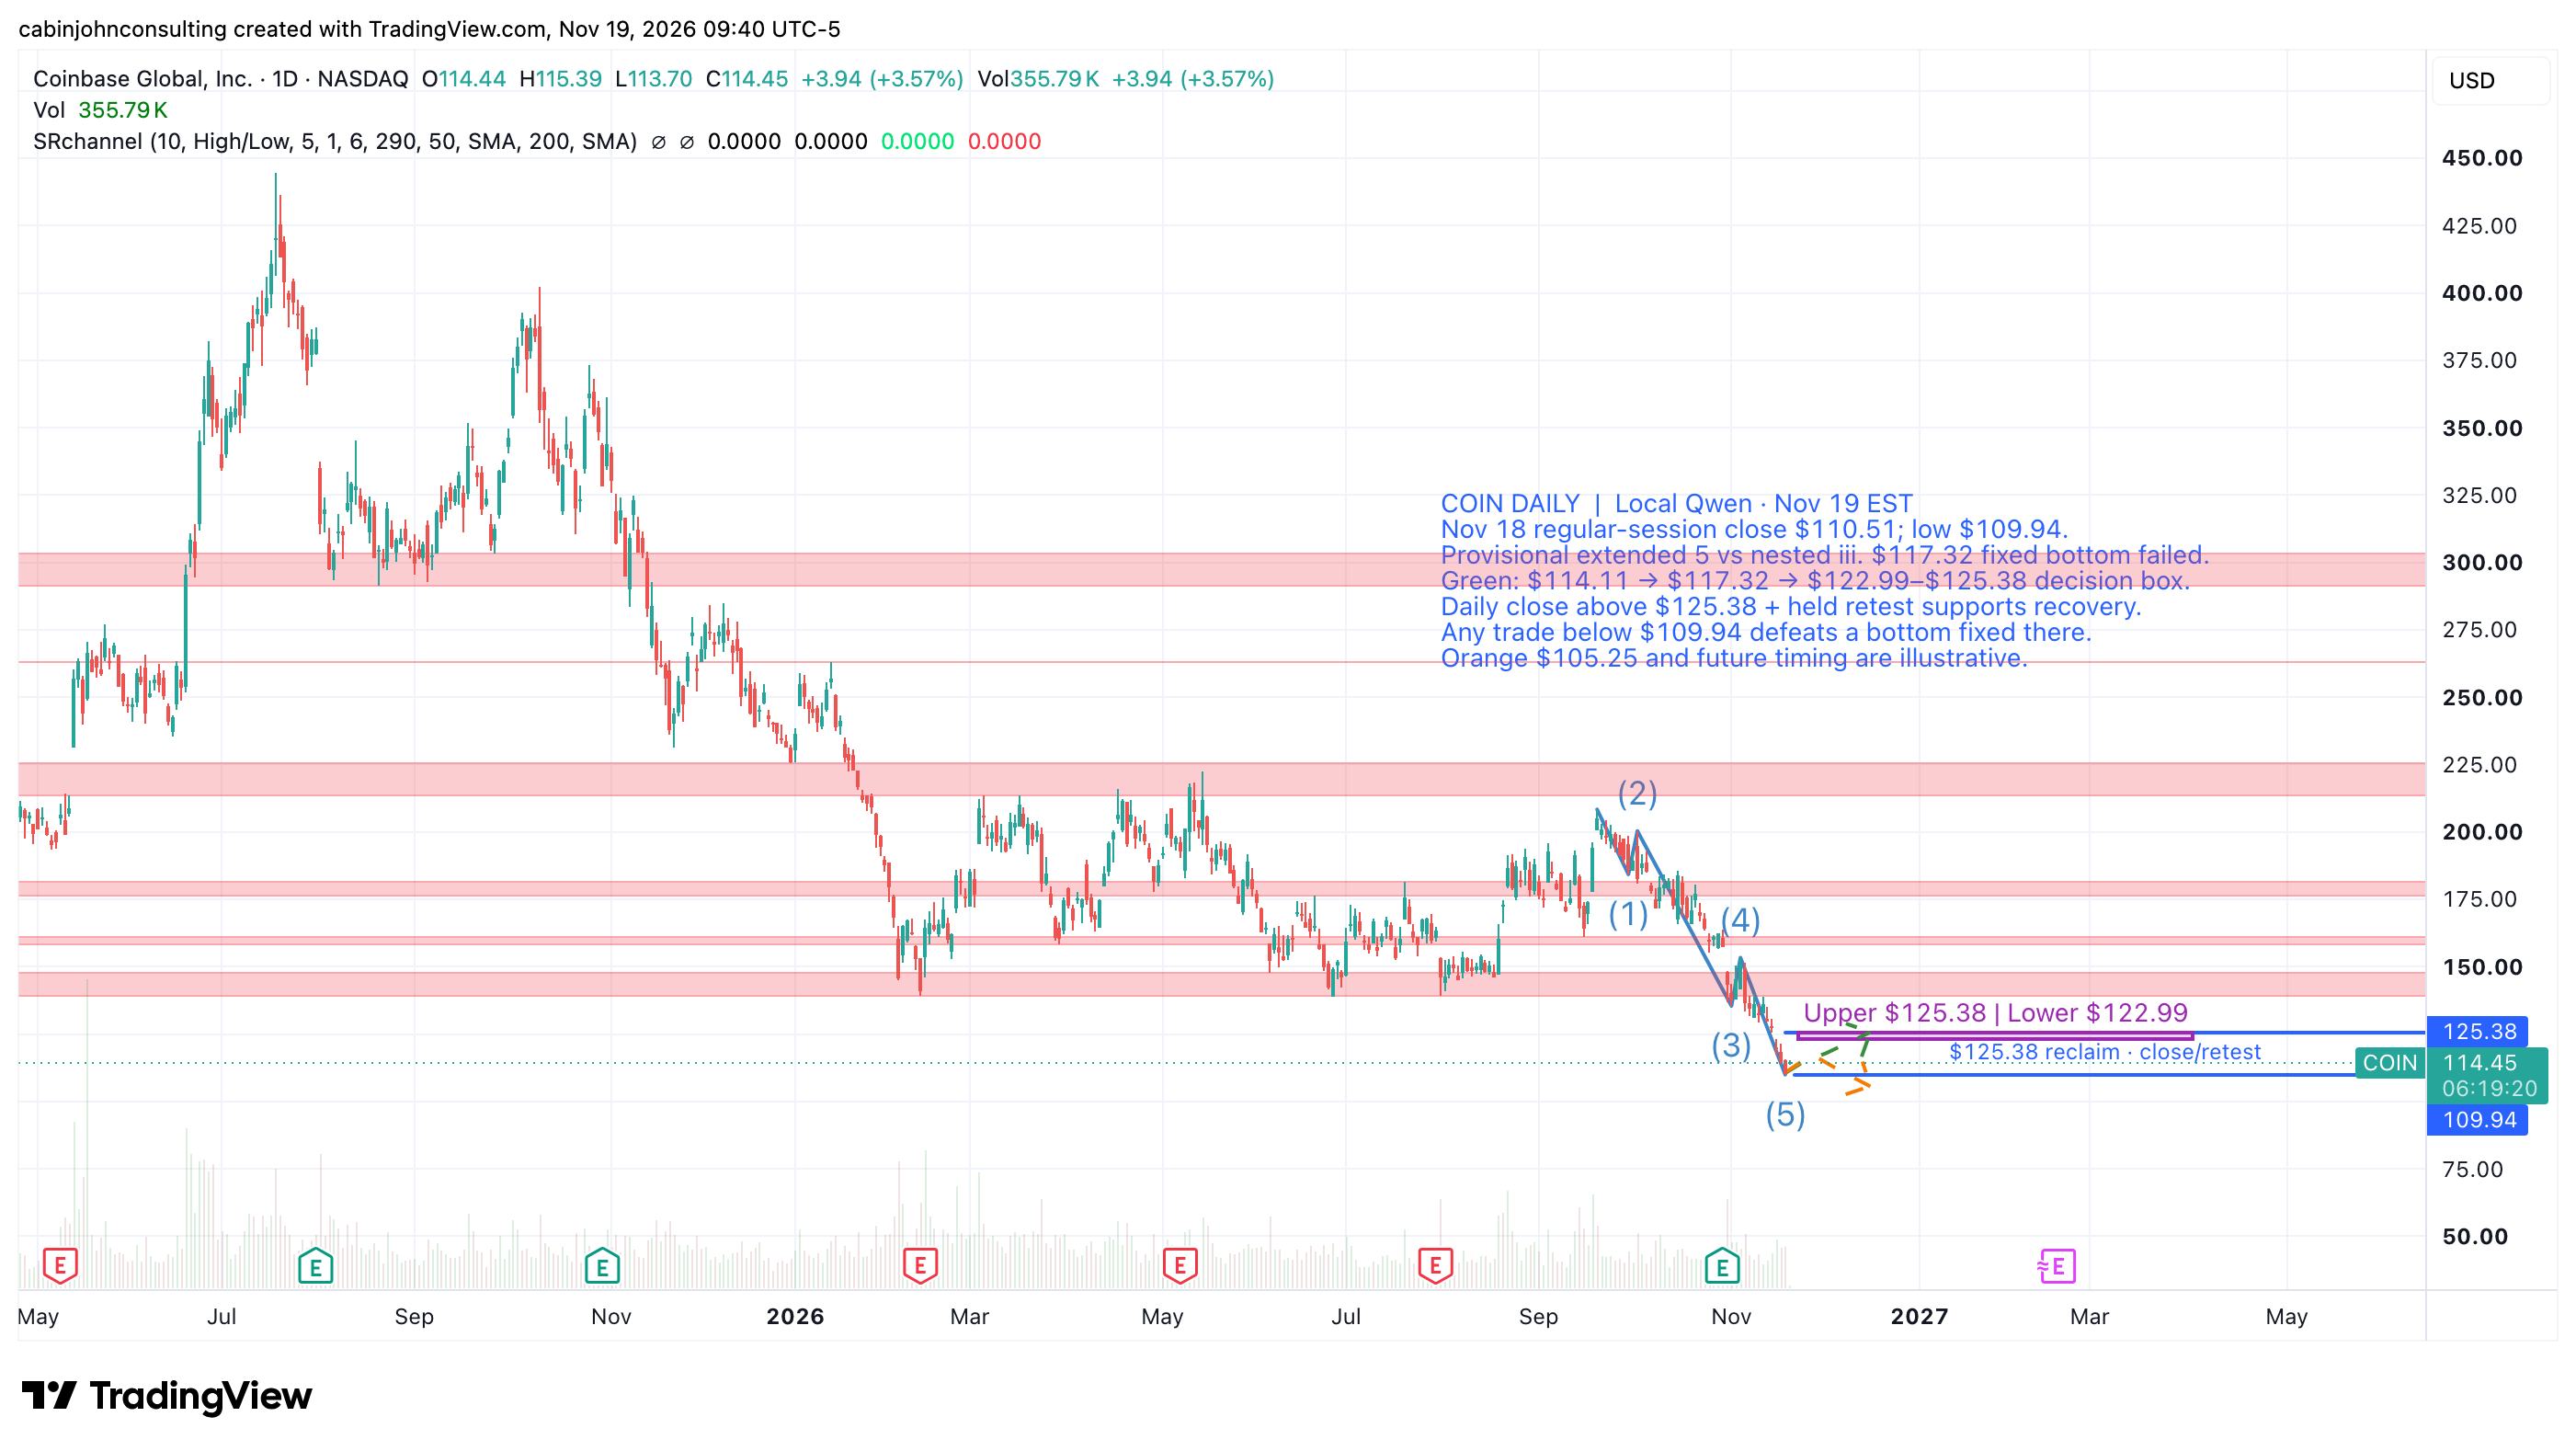 cabinjohnconsulting created with TradingView.com, Nov 19, 2026 09:40 UTC-5
Coinbase Global, Inc. · 1D · NASDAQ O114.44 H115.39 L113.70 C114.45 +3.94 (+3.57%) Vol355.79 K +3.94 (+3.57%)
Vol 355.79 K
SRchannel (10, High/Low, 5, 1, 6, 290, 50, SMA, 200, SMA) ∅ ∅ 0.0000 0.0000 0.0000 0.0000
USD
450.00
425.00
400.00
375.00
350.00
325.00
300.00
275.00
250.00
225.00
200.00
175.00
150.00
125.38
COIN 114.45
06:19:20
109.94
75.00
50.00
COIN DAILY | Local Qwen · Nov 19 EST
Nov 18 regular-session close $110.51; low $109.94.
Provisional extended 5 vs nested iii. $117.32 fixed bottom failed.
Green: $114.11 → $117.32 → $122.99–$125.38 decision box.
Daily close above $125.38 + held retest supports recovery.
Any trade below $109.94 defeats a bottom fixed there.
Orange $105.25 and future timing are illustrative.
(2)
(1)
(4)
(3)
(5)
Upper $125.38 | Lower $122.99
$125.38 reclaim · close/retest
E E E E E E E ≈E
May Jul Sep Nov 2026 Mar May Jul Sep Nov 2027 Mar May
TradingView